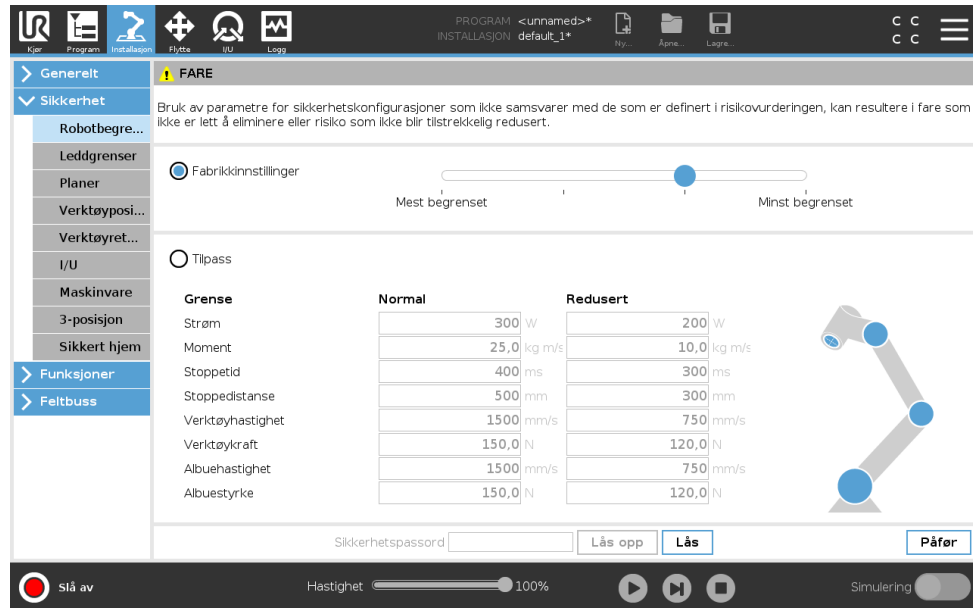 PROGRAM <unnamed>*
INSTALLASJON default_1*
Kjør Program Installasjon Flytte I/U Logg Ny... Åpne... Lagre...
C C
C C
Generelt
Sikkerhet
Robotbegre...
Leddgrenser
Planer
Verktøyposi...
Verktøyret...
I/U
Maskinvare
3-posisjon
Sikkert hjem
Funksjoner
Feltbuss
FARE
Bruk av parametre for sikkerhetskonfigurasjoner som ikke samsvarer med de som er definert i risikovurderingen, kan resultere i fare som
ikke er lett å eliminere eller risiko som ikke blir tilstrekkelig redusert.
Fabrikkinnstillinger
Mest begrenset Minst begrenset
Tilpass
Grense Normal Redusert
Strøm 300 W 200 W
Moment 25,0 kg m/s 10,0 kg m/s
Stoppetid 400 ms 300 ms
Stoppedistanse 500 mm 300 mm
Verktøyhastighet 1500 mm/s 750 mm/s
Verktøykraft 150,0 N 120,0 N
Albuehastighet 1500 mm/s 750 mm/s
Albuestyrke 150,0 N 120,0 N
Sikkerhetspassord Lås opp Lås Påfør
Slå av Hastighet 100% Simulering